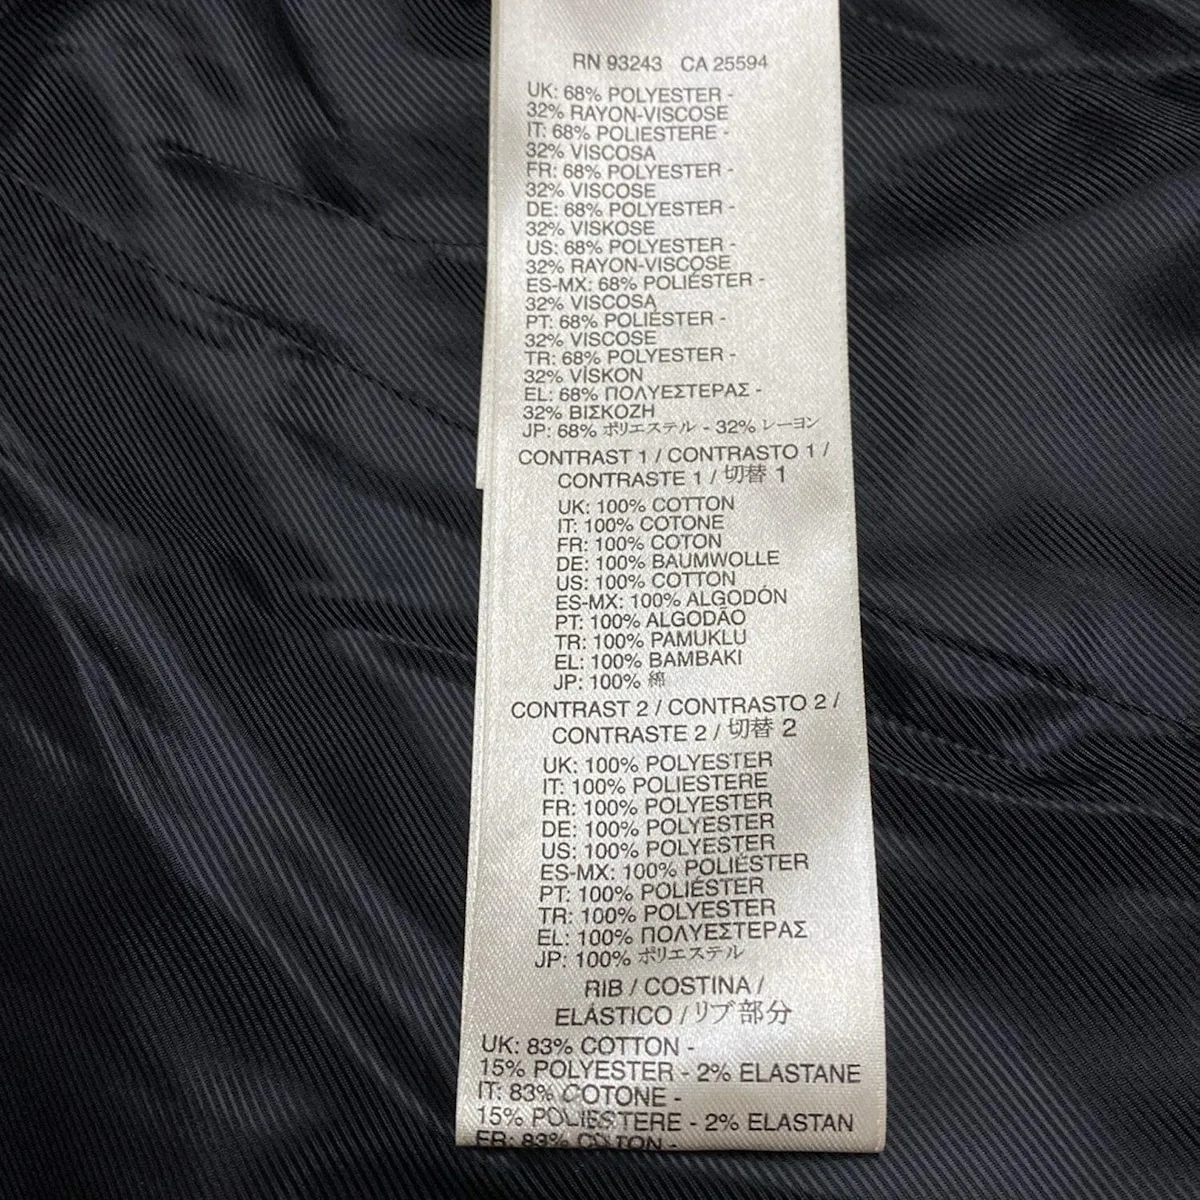 RN 93243 CA 25594
UK: 68% POLYESTER -
32% RAYON-VISCOSE
IT: 68% POLIESTERE -
32% VISCOSA
FR: 68% POLYESTER -
32% VISCOSE
DE: 68% POLYESTER -
32% VISKOSE
US: 68% POLYESTER -
32% RAYON-VISCOSE
ES-MX: 68% POLIÉSTER -
32% VISCOSA
PT: 68% POLIÉSTER -
32% VISCOSE
TR: 68% POLYESTER -
32% VİSKON
EL: 68% ΠΟΛΥΕΣΤΕΡΑΣ -
32% ΒΙΣΚΟΖΗ
JP: 68% ポリエステル - 32% レーヨン
CONTRAST 1 / CONTRASTO 1 /
CONTRASTE 1 / 切替 1
UK: 100% COTTON
IT: 100% COTONE
FR: 100% COTON
DE: 100% BAUMWOLLE
US: 100% COTTON
ES-MX: 100% ALGODÓN
PT: 100% ALGODÃO
TR: 100% PAMUKLU
EL: 100% ΒΑΜΒΑΚΙ
JP: 100% 綿
CONTRAST 2 / CONTRASTO 2 /
CONTRASTE 2 / 切替 2
UK: 100% POLYESTER
IT: 100% POLIESTERE
FR: 100% POLYESTER
DE: 100% POLYESTER
US: 100% POLYESTER
ES-MX: 100% POLIÉSTER
PT: 100% POLIÉSTER
TR: 100% POLYESTER
EL: 100% ΠΟΛΥΕΣΤΕΡΑΣ
JP: 100% ポリエステル
RIB / COSTINA /
ELÁSTICO / リブ部分
UK: 83% COTTON -
15% POLYESTER - 2% ELASTANE
IT: 83% COTONE -
15% POLIESTERE - 2% ELASTAN
FR: 83% COTON -